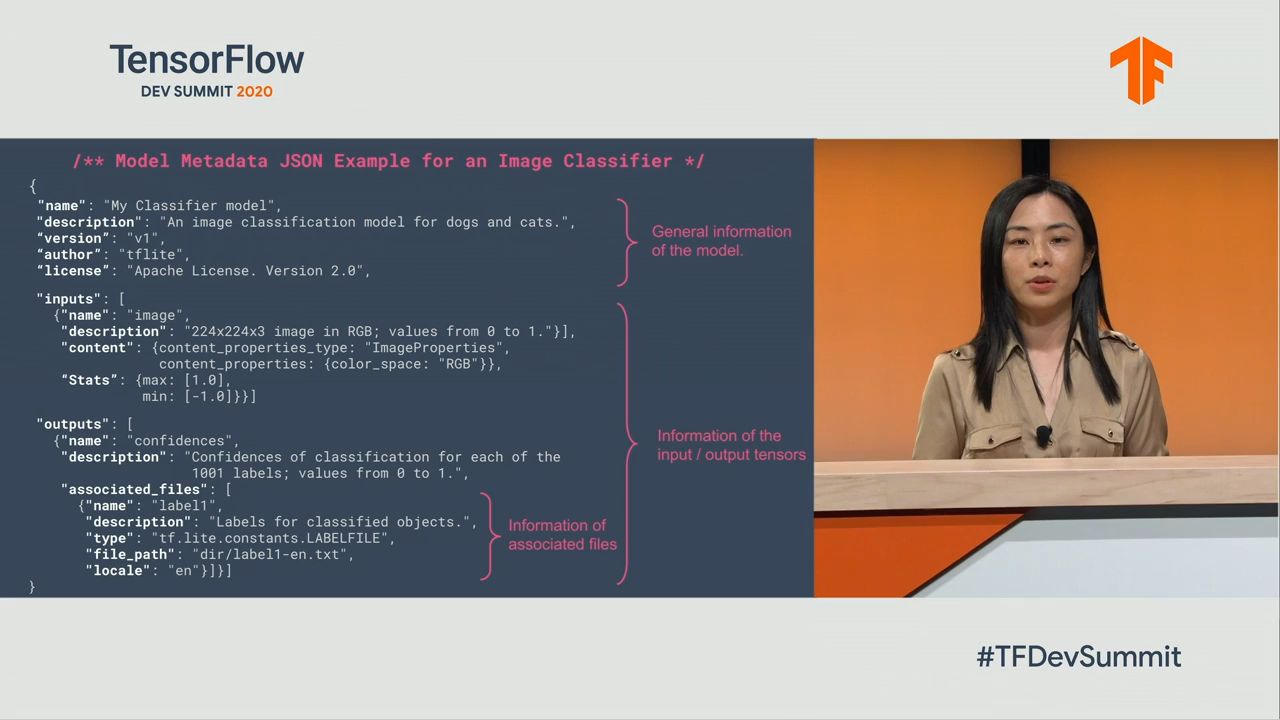 TensorFlow
DEV SUMMIT 2020
/** Model Metadata JSON Example for an Image Classifier */
{
"name": "My Classifier model",
"description": "An image classification model for dogs and cats.",
“version”: "v1",
“author”: "tflite",
“license”: "Apache License. Version 2.0",
General information
of the model.
"inputs": [
{"name": "image",
"description": "224x224x3 image in RGB; values from 0 to 1."}],
"content": {content_properties_type: "ImageProperties",
content_properties: {color_space: "RGB"}},
“Stats”: {max: [1.0],
min: [-1.0]}}]
"outputs": [
{"name": "confidences",
"description": "Confidences of classification for each of the
1001 labels; values from 0 to 1.",
"associated_files": [
{"name": "label1",
"description": "Labels for classified objects.",
"type": "tf.lite.constants.LABELFILE",
"file_path": "dir/label1-en.txt",
"locale": "en"}]}]
}
Information of the
input / output tensors
Information of
associated files
#TFDevSummit